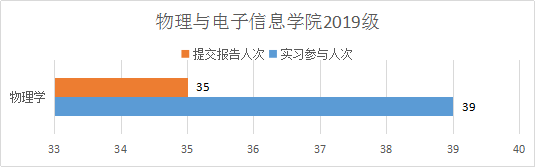 物理与电子信息学院2019级
提交报告人次 实习参与人次
物理学
35
39
33 34 35 36 37 38 39 40